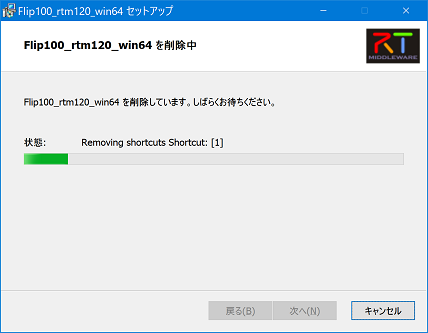 Flip100_rtm120_win64 セットアップ
Flip100_rtm120_win64 を削除中
RT
MIDDLEWARE
Flip100_rtm120_win64 を削除しています。しばらくお待ちください。
状態: Removing shortcuts Shortcut: [1]
戻る(B) 次へ(N) キャンセル